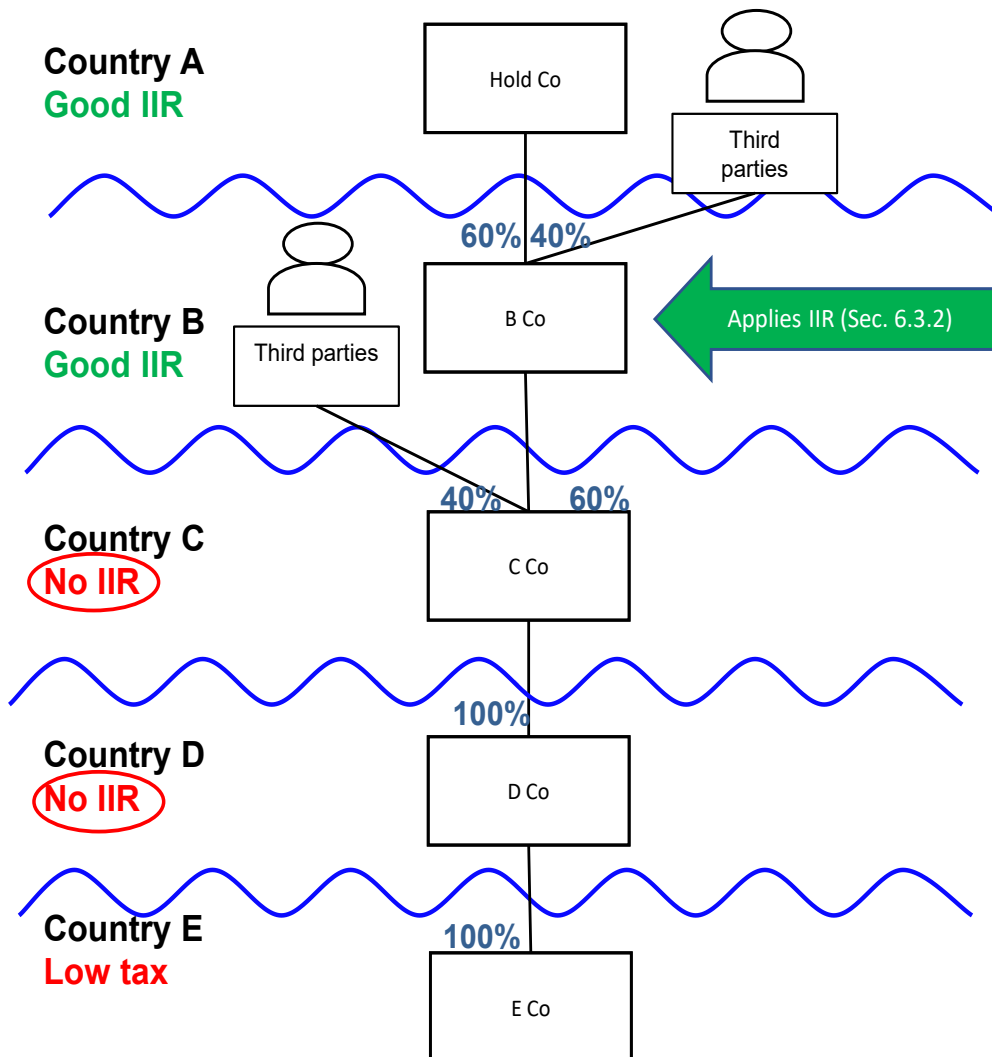 Country A
Good IIR
Hold Co
Third
parties
60% 40%
Country B
Good IIR
Third parties
B Co
Applies IIR (Sec. 6.3.2)
40%
60%
Country C
No IIR
C Co
100%
Country D
No IIR
D Co
Country E
Low tax
100%
E Co